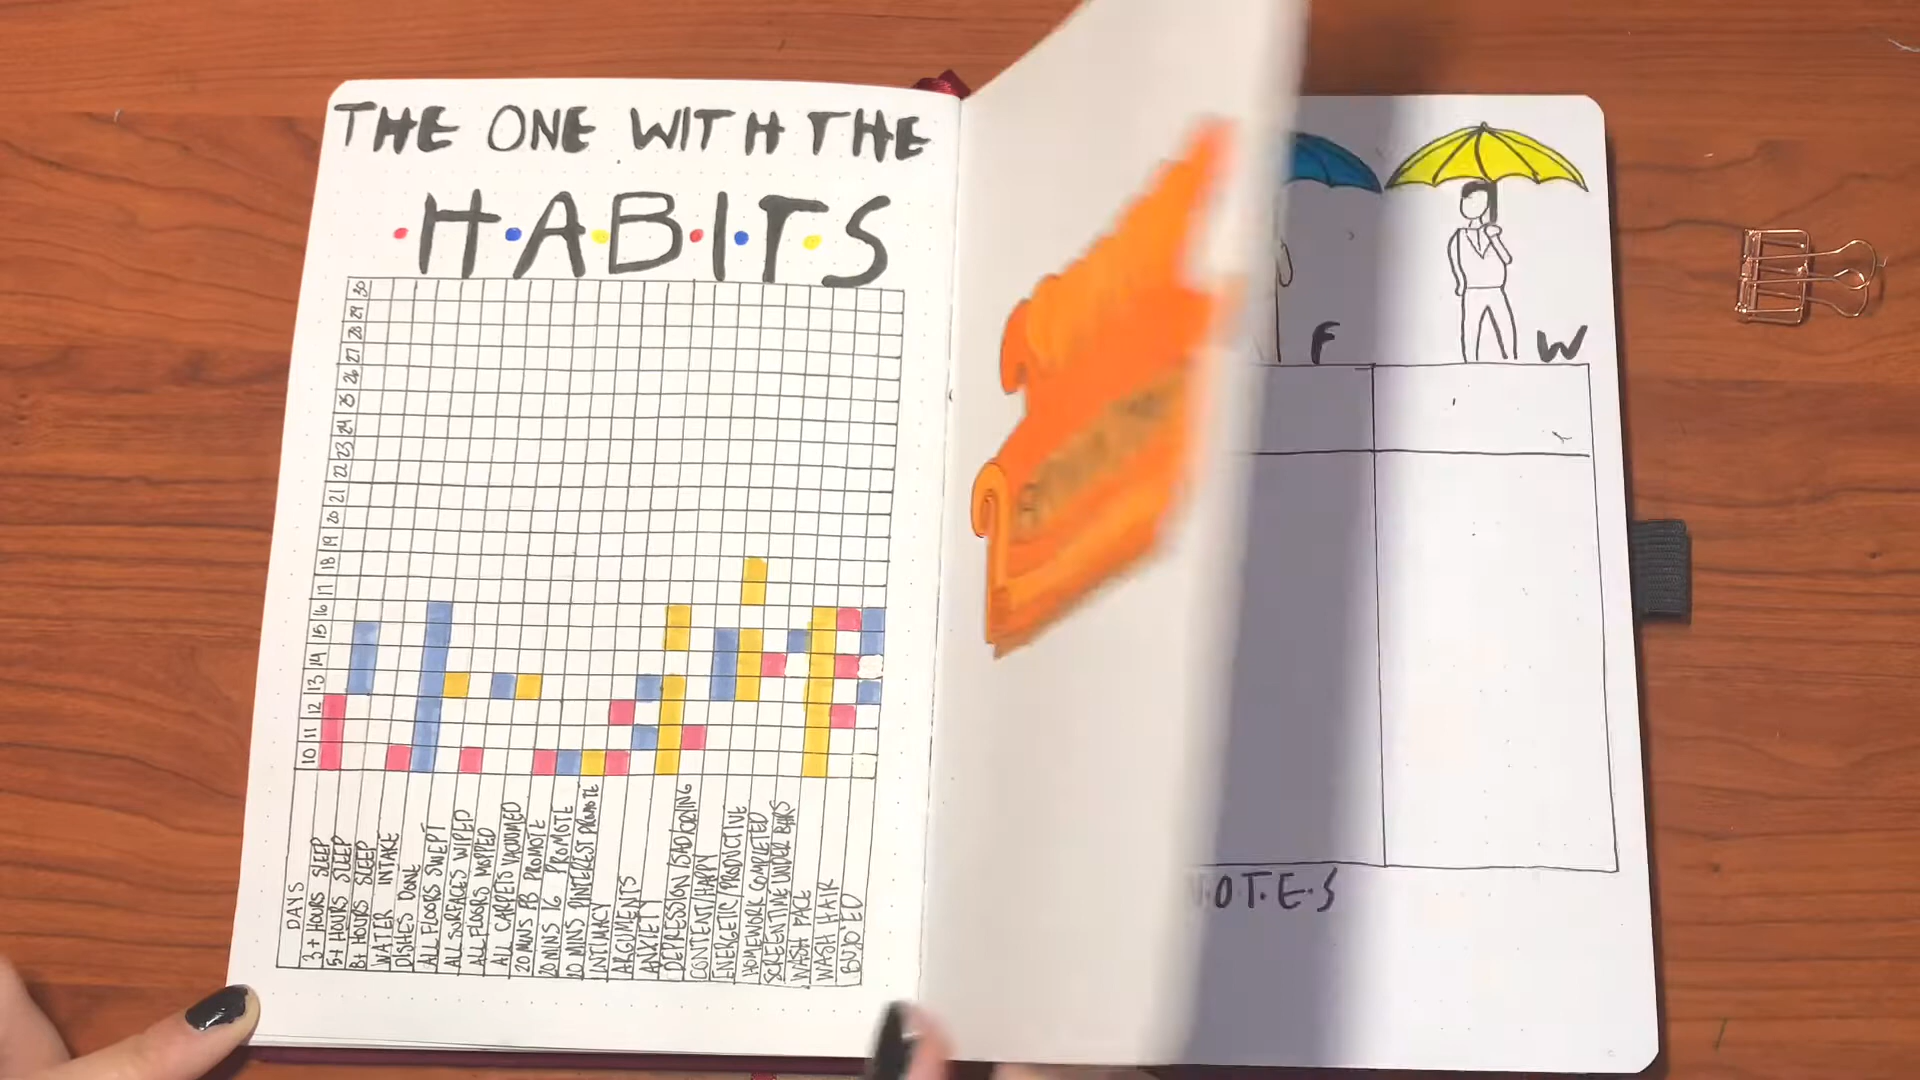 THE ONE WITH THE
HABITS
30
29
28
27
26
25
24
23
22
21
20
19
18
17
16
15
14
13
12
11
10
DAYS
3+ HOURS SLEEP
5+ HOURS SLEEP
8+ HOURS SLEEP
WATER INTAKE
DISHES DONE
ALL FLOORS SWEPT
ALL SURFACES WIPED
ALL FLOORS MOPPED
ALL CARPETS VACUUMED
20 MINS FB PROMOTE
20 MINS IG PROMOTE
20 MINS PINTEREST PROMOTE
INTIMACY
ARGUMENTS
ANXIETY
DEPRESSION/SAD/CRYING
CONTENT/HAPPY
ENERGETIC/PRODUCTIVE
HOMEWORK COMPLETED
SCREENTIME UNDER 8HRS
WASH FACE
WASH HAIR
BUJO'ED
F
W
N.O.T.E.S